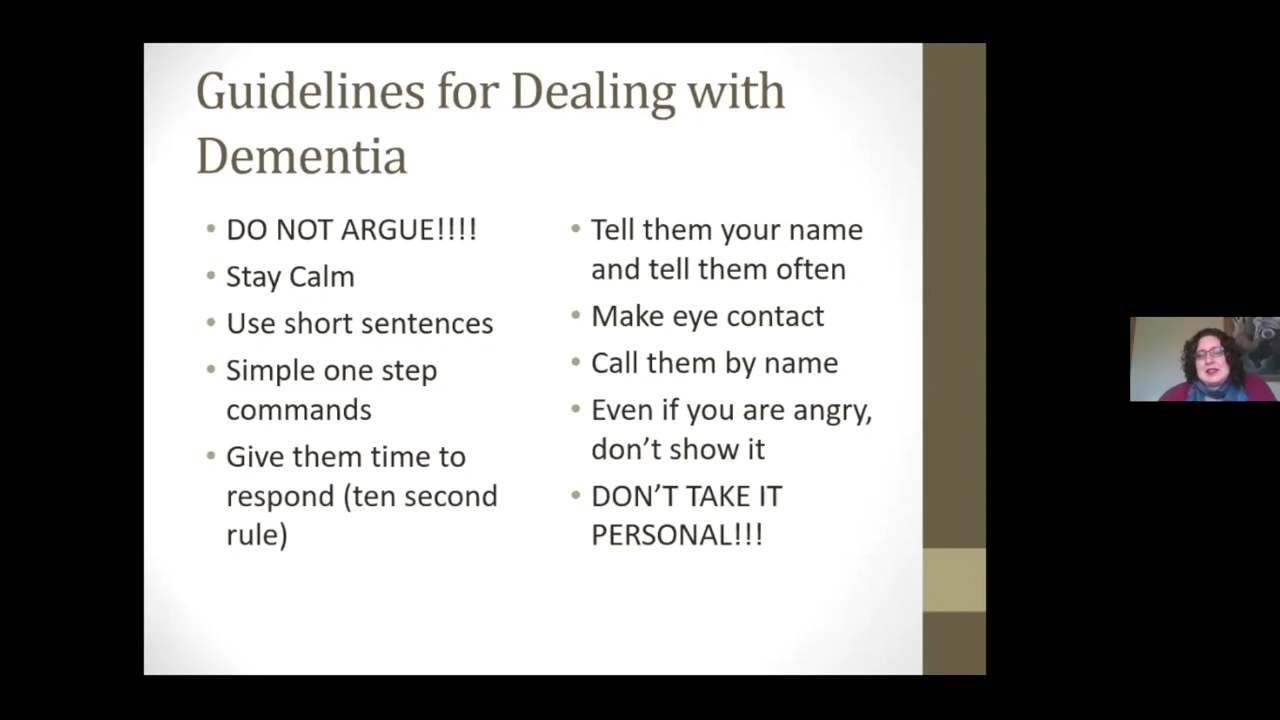 Guidelines for Dealing with
Dementia
• DO NOT ARGUE!!!!
• Stay Calm
• Use short sentences
• Simple one step
commands
• Give them time to
respond (ten second
rule)
• Tell them your name
and tell them often
• Make eye contact
• Call them by name
• Even if you are angry,
don’t show it
• DON’T TAKE IT
PERSONAL!!!